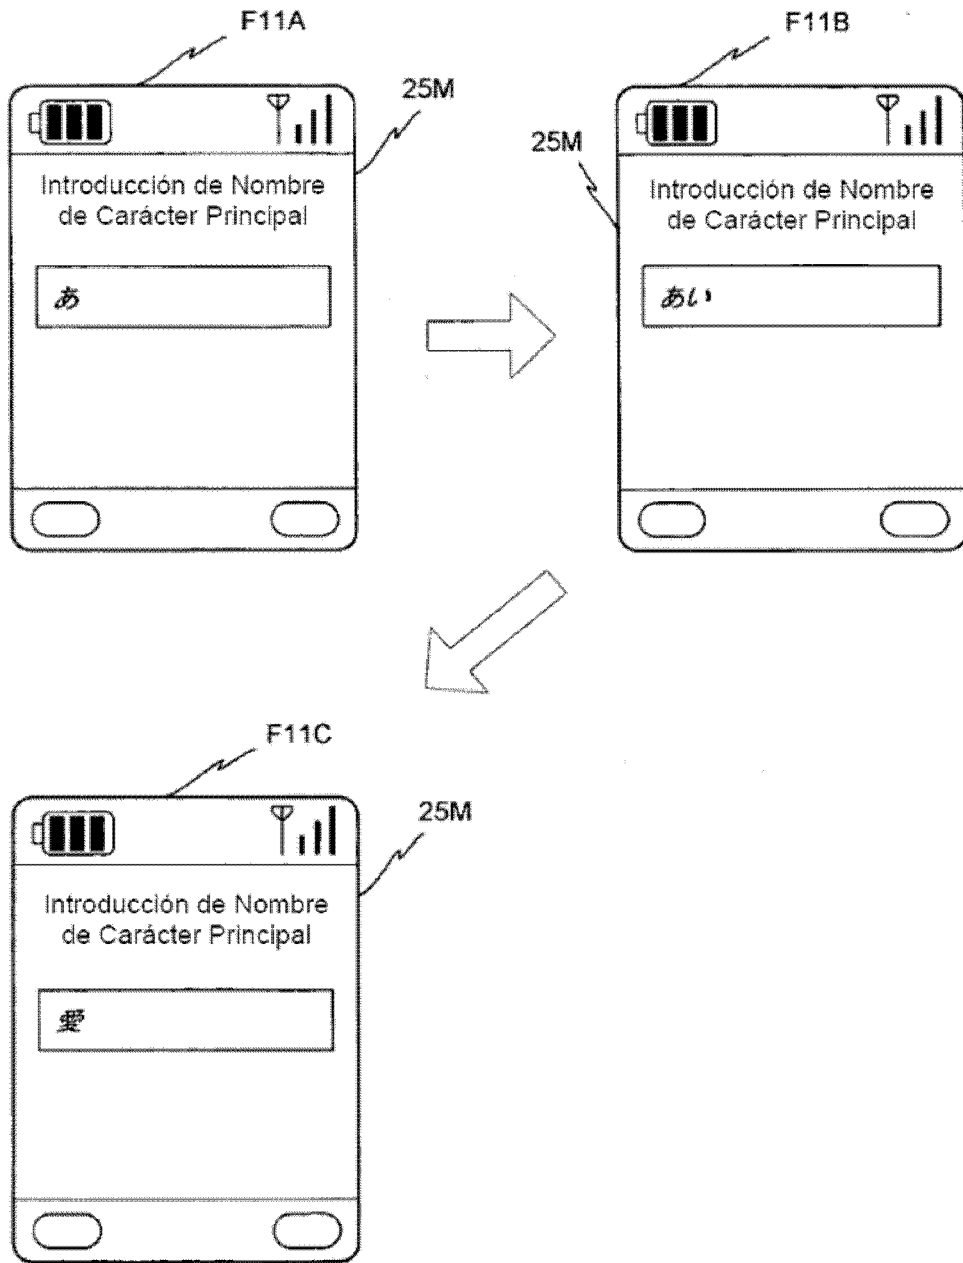 F11A
25M
Introducción de Nombre
de Carácter Principal
あ
F11B
25M
Introducción de Nombre
de Carácter Principal
あい
F11C
25M
Introducción de Nombre
de Carácter Principal
愛